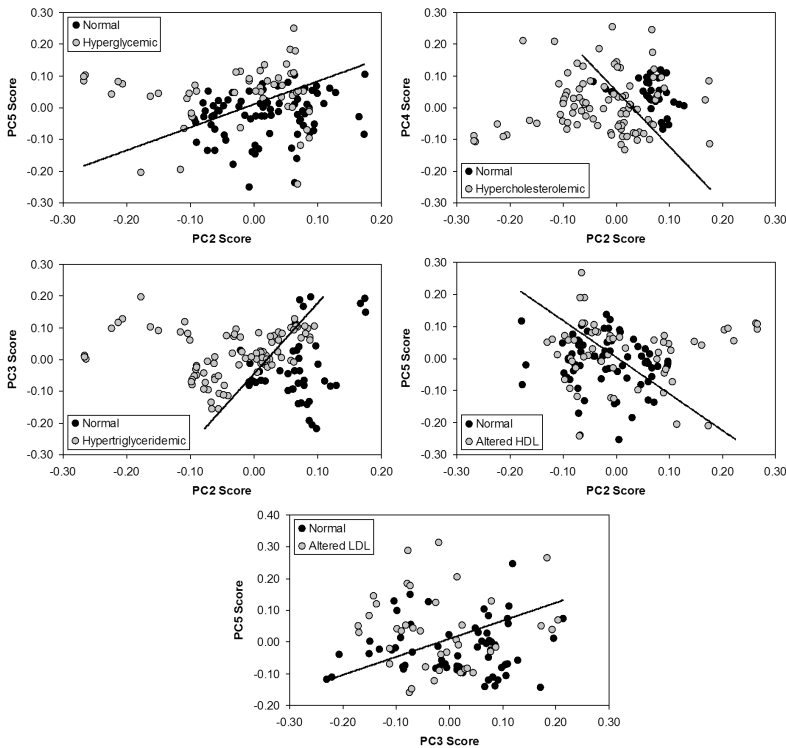 0.30
0.20
0.10
0.00
-0.10
-0.20
-0.30
PC5 Score
Normal
Hyperglycemic
-0.30 -0.20 -0.10 0.00 0.10 0.20
PC2 Score
0.30
0.20
0.10
0.00
-0.10
-0.20
-0.30
PC4 Score
Normal
Hypercholesterolemic
-0.30 -0.20 -0.10 0.00 0.10 0.20 0.30
PC2 Score
0.30
0.20
0.10
0.00
-0.10
-0.20
-0.30
PC3 Score
Normal
Hypertriglyceridemic
-0.30 -0.20 -0.10 0.00 0.10 0.20
PC2 Score
0.30
0.20
0.10
0.00
-0.10
-0.20
-0.30
PC5 Score
Normal
Altered HDL
-0.30 -0.20 -0.10 0.00 0.10 0.20 0.30
PC2 Score
0.40
0.30
0.20
0.10
0.00
-0.10
-0.20
PC5 Score
Normal
Altered LDL
-0.30 -0.20 -0.10 0.00 0.10 0.20 0.30
PC3 Score